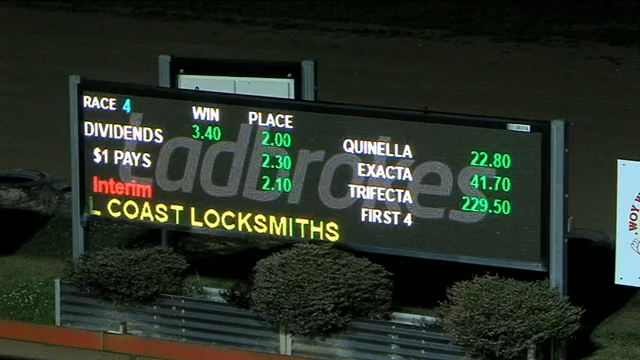 RACE 4
WIN PLACE
DIVIDENDS 3.40 2.00
$1 PAYS 2.30
Interim 2.10
L COAST LOCKSMITHS
QUINELLA 22.80
EXACTA 41.70
TRIFECTA 229.50
FIRST 4
Ladbrokes
WOY